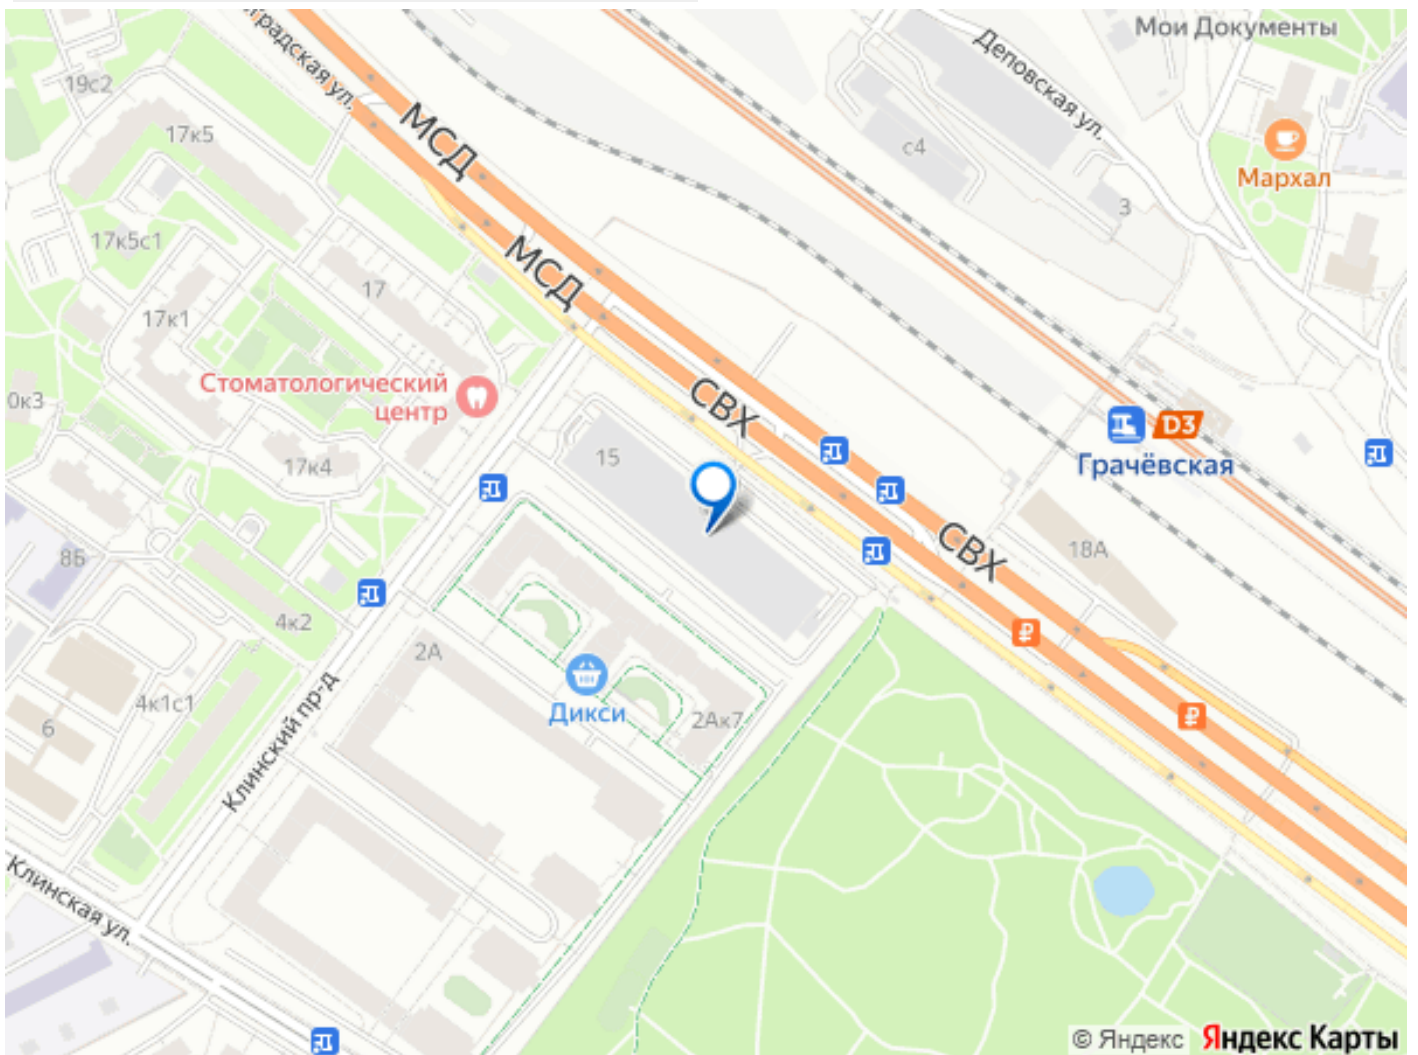 Мои Документы
Деповская ул.
градская ул.
19с2
МСД
17к5
с4
Мархал
3
17к5с1
МСД
17
17к1
Стоматологический
центр
СВХ
0к3
D3
15
Грачёвская
17к4
СВХ
18А
8Б
4к2
2А
4к1с1
Дикси
2Ак7
6
Клинский пр-д
Клинская ул.
© Яндекс Яндекс Карты